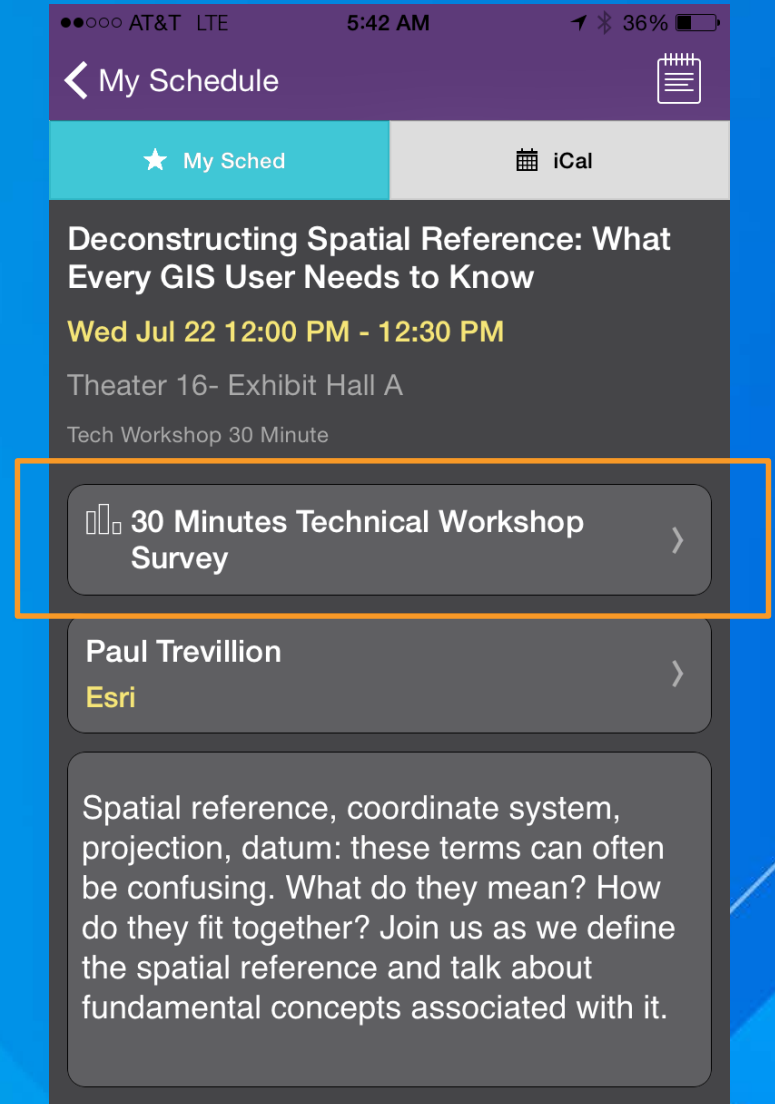 AT&T LTE 5:42 AM 36%
My Schedule
My Sched iCal
Deconstructing Spatial Reference: What
Every GIS User Needs to Know
Wed Jul 22 12:00 PM - 12:30 PM
Theater 16- Exhibit Hall A
Tech Workshop 30 Minute
30 Minutes Technical Workshop
Survey
Paul Trevillion
Esri
Spatial reference, coordinate system,
projection, datum: these terms can often
be confusing. What do they mean? How
do they fit together? Join us as we define
the spatial reference and talk about
fundamental concepts associated with it.